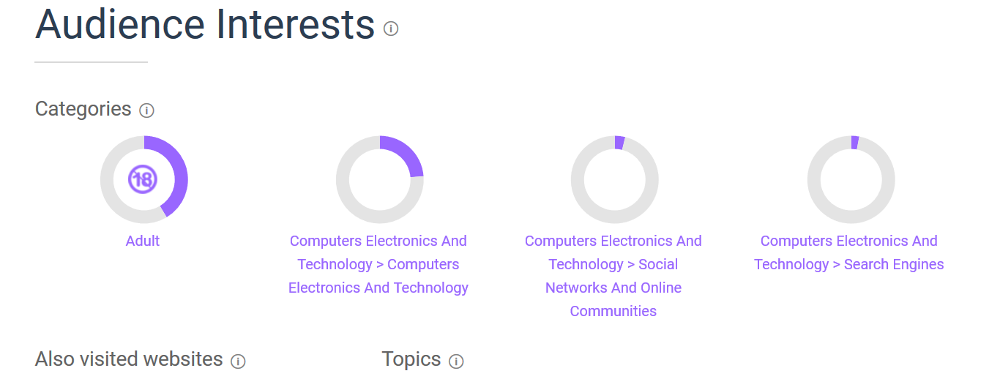 Audience Interests
Categories
18
Adult
Computers Electronics And
Technology > Computers
Electronics And Technology
Computers Electronics And
Technology > Social
Networks And Online
Communities
Computers Electronics And
Technology > Search Engines
Also visited websites
Topics